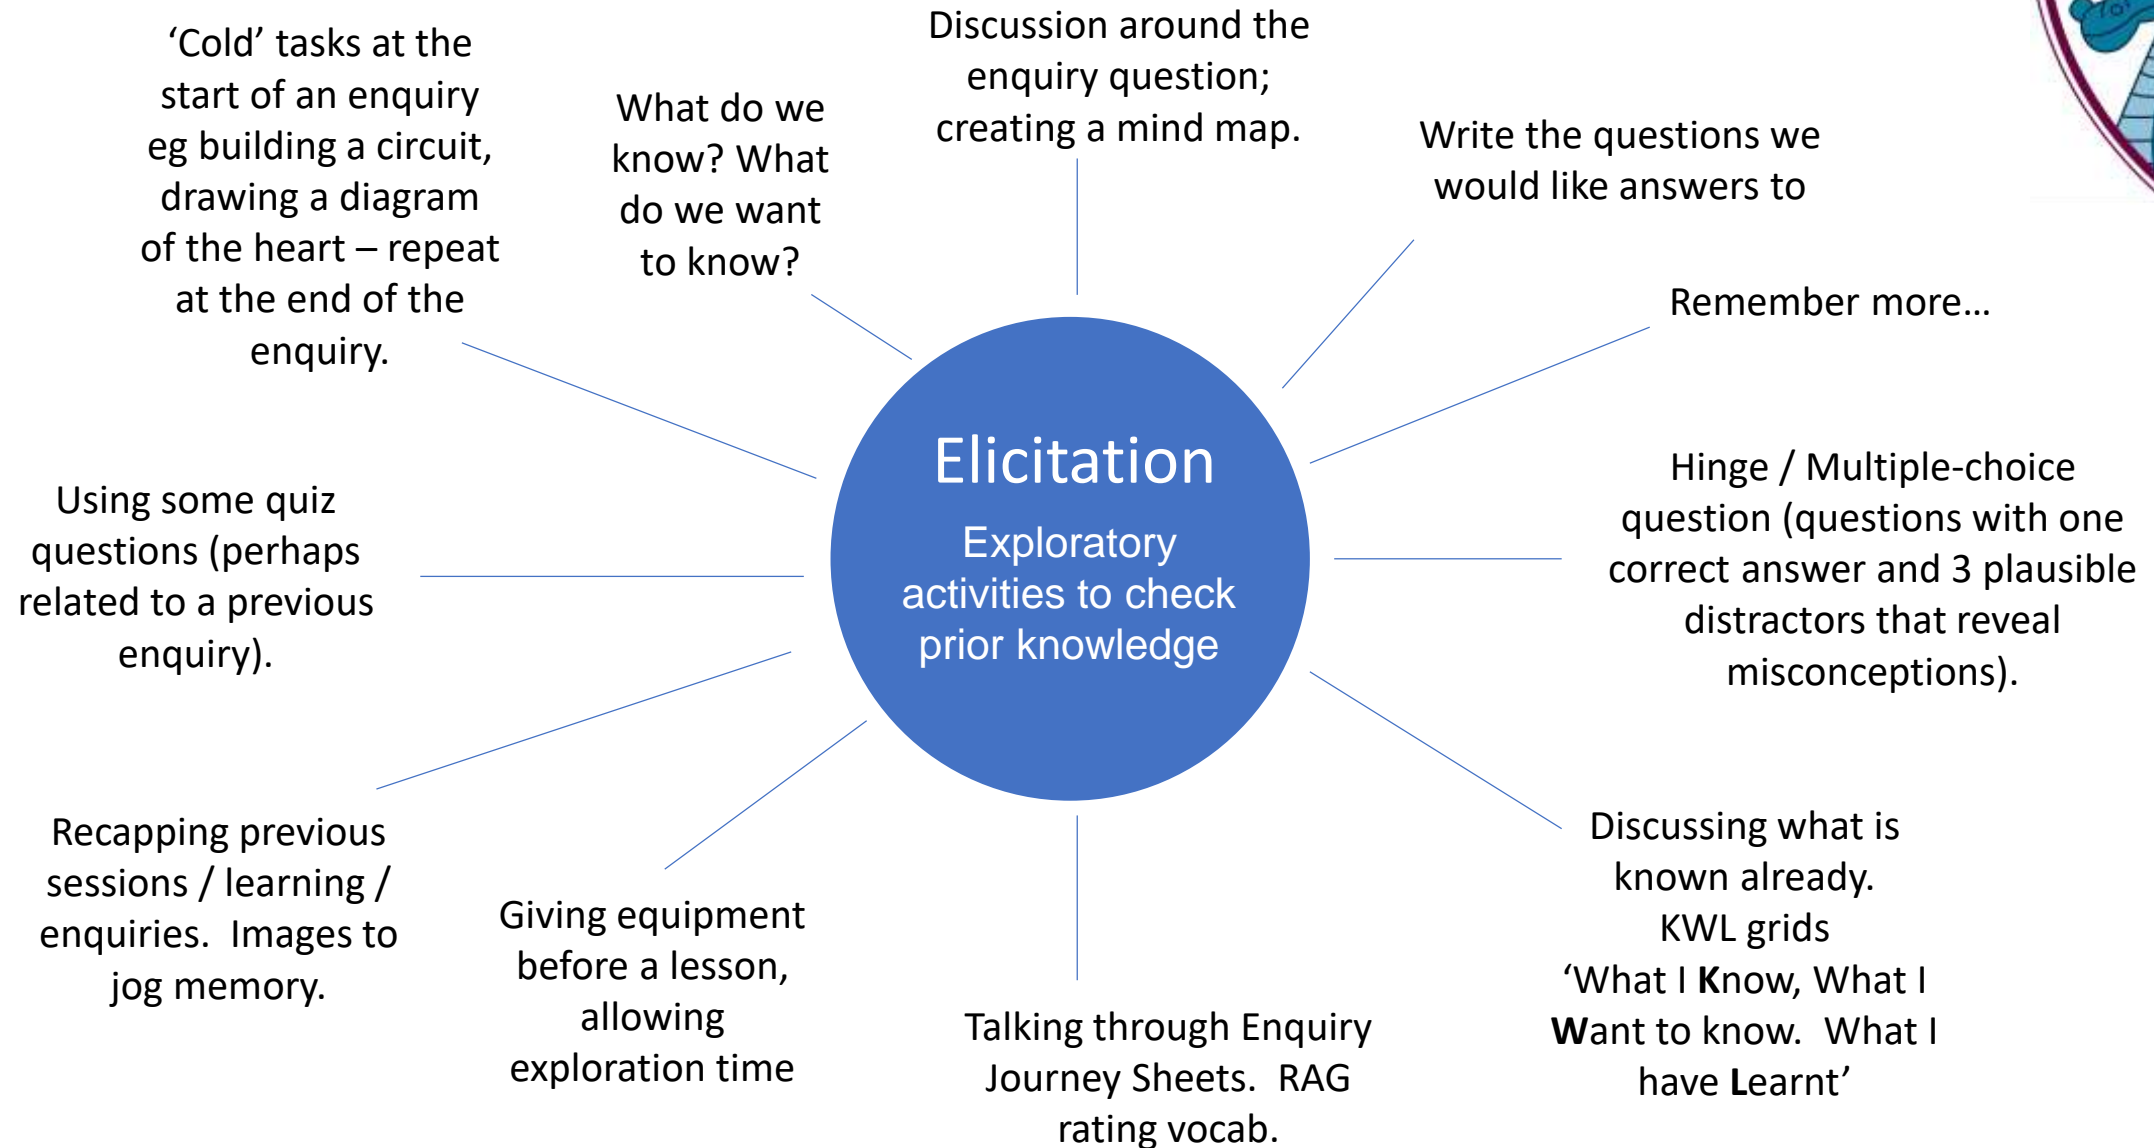 ‘Cold’ tasks at the
start of an enquiry
eg building a circuit,
drawing a diagram
of the heart – repeat
at the end of the
enquiry.
What do we
know? What
do we want
to know?
Discussion around the
enquiry question;
creating a mind map.
Write the questions we
would like answers to
Remember more...
Elicitation
Exploratory
activities to check
prior knowledge
Hinge / Multiple-choice
question (questions with one
correct answer and 3 plausible
distractors that reveal
misconceptions).
Using some quiz
questions (perhaps
related to a previous
enquiry).
Recapping previous
sessions / learning /
enquiries.  Images to
jog memory.
Giving equipment
before a lesson,
allowing
exploration time
Talking through Enquiry
Journey Sheets.  RAG
rating vocab.
Discussing what is
known already.
KWL grids
‘What I Know, What I
Want to know.  What I
have Learnt’